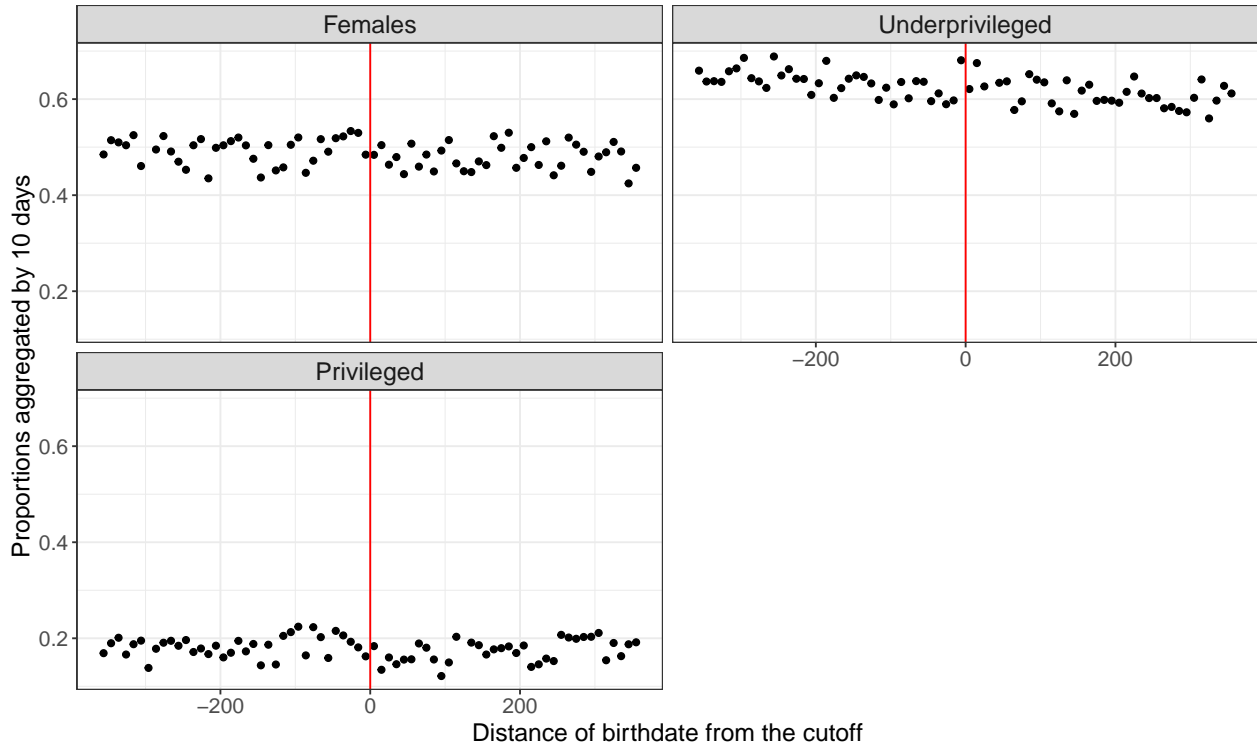 Females
Underprivileged
0.6
0.4
0.2
−200
0
200
Privileged
0.6
0.4
0.2
−200
0
200
Proportions aggregated by 10 days
Distance of birthdate from the cutoff